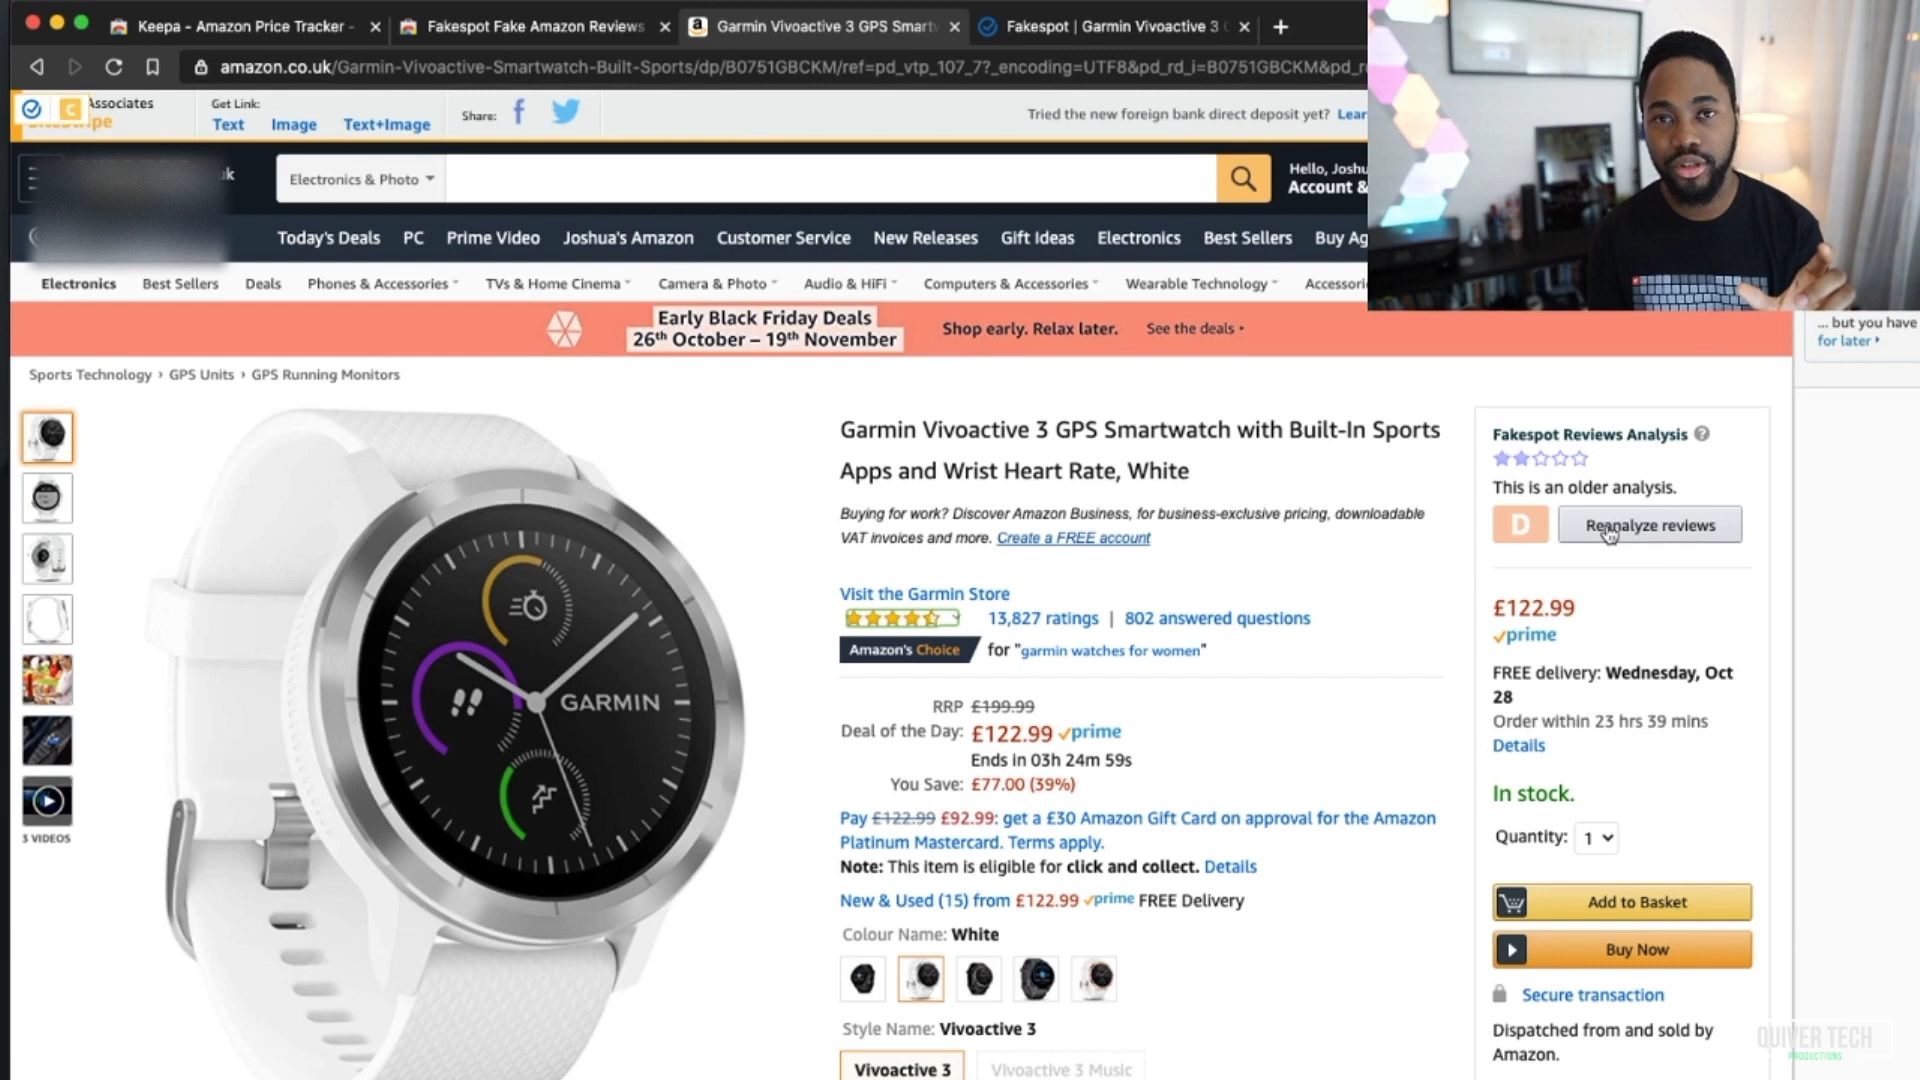 Keepa - Amazon Price Tracker -
Fakespot Fake Amazon Reviews
Garmin Vivoactive 3 GPS Smart
Fakespot | Garmin Vivoactive 3
amazon.co.uk/Garmin-Vivoactive-Smartwatch-Built-Sports/dp/B0751GBCKM/ref=pd_vtp_107_7?_encoding=UTF8&pd_rd_i=B0751GBCKM&pd_r
C
Associates
Get Link:
Text Image Text+Image
Share:
Tried the new foreign bank direct deposit yet? Lear
uk
Electronics & Photo
Hello, Joshu
Account &
Today's Deals PC Prime Video Joshua's Amazon Customer Service New Releases Gift Ideas Electronics Best Sellers Buy Ag
Electronics Best Sellers Deals Phones & Accessories TVs & Home Cinema Camera & Photo Audio & HiFi Computers & Accessories Wearable Technology Accessori
Early Black Friday Deals
26th October – 19th November
Shop early. Relax later. See the deals
... but you have
for later
Sports Technology › GPS Units › GPS Running Monitors
3 VIDEOS
GARMIN
Garmin Vivoactive 3 GPS Smartwatch with Built-In Sports
Apps and Wrist Heart Rate, White
Buying for work? Discover Amazon Business, for business-exclusive pricing, downloadable
VAT invoices and more. Create a FREE account
Visit the Garmin Store
13,827 ratings | 802 answered questions
Amazon's Choice for "garmin watches for women"
RRP £199.99
Deal of the Day: £122.99 prime
Ends in 03h 24m 59s
You Save: £77.00 (39%)
Pay £122.99 £92.99: get a £30 Amazon Gift Card on approval for the Amazon
Platinum Mastercard. Terms apply.
Note: This item is eligible for click and collect. Details
New & Used (15) from £122.99 prime FREE Delivery
Colour Name: White
Style Name: Vivoactive 3
Vivoactive 3 Vivoactive 3 Music
Fakespot Reviews Analysis ?
This is an older analysis.
D Reanalyze reviews
£122.99
prime
FREE delivery: Wednesday, Oct
28
Order within 23 hrs 39 mins
Details
In stock.
Quantity: 1
Add to Basket
Buy Now
Secure transaction
Dispatched from and sold by
Amazon.
QUIVER TECH
PRODUCTIONS